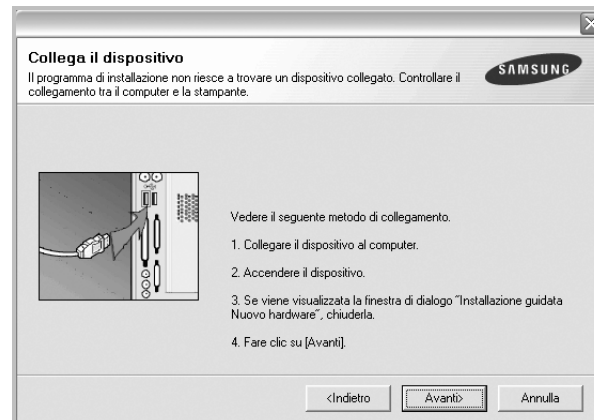 Collega il dispositivo
Il programma di installazione non riesce a trovare un dispositivo collegato. Controllare il
collegamento tra il computer e la stampante.
SAMSUNG
Vedere il seguente metodo di collegamento.
1. Collegare il dispositivo al computer.
2. Accendere il dispositivo.
3. Se viene visualizzata la finestra di dialogo "Installazione guidata
Nuovo hardware", chiuderla.
4. Fare clic su [Avanti].
<Indietro
Avanti>
Annulla